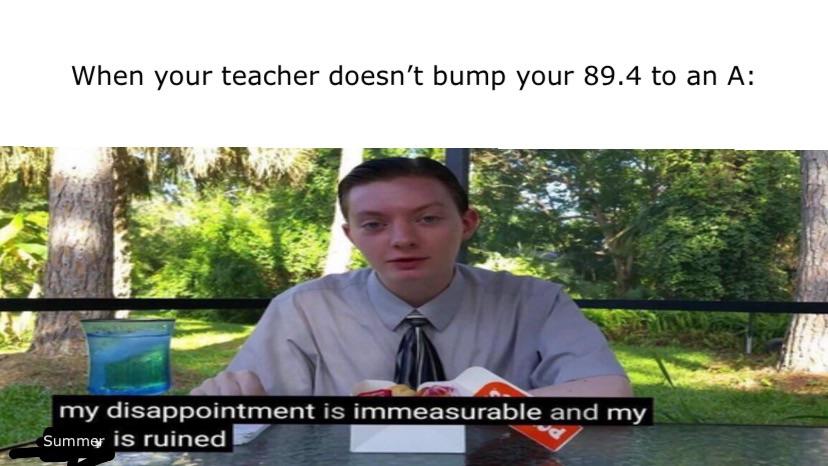 When your teacher doesn’t bump your 89.4 to an A:
my disappointment is immeasurable and my
Summer is ruined